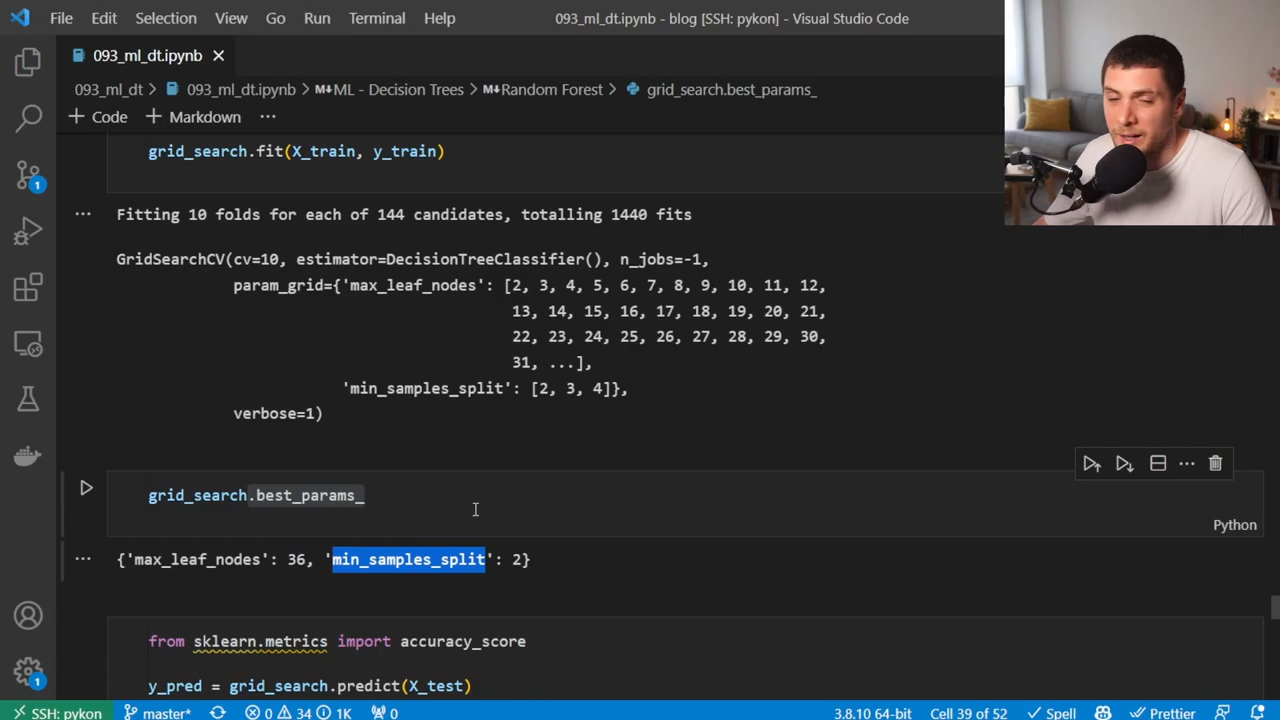 File Edit Selection View Go Run Terminal Help 093_ml_dt.ipynb - blog [SSH: pykon] - Visual Studio Code
093_ml_dt.ipynb
093_ml_dt > 093_ml_dt.ipynb > M↓ML - Decision Trees > M↓Random Forest > grid_search.best_params_
+ Code + Markdown ...
grid_search.fit(X_train, y_train)
Fitting 10 folds for each of 144 candidates, totalling 1440 fits
GridSearchCV(cv=10, estimator=DecisionTreeClassifier(), n_jobs=-1,
param_grid={'max_leaf_nodes': [2, 3, 4, 5, 6, 7, 8, 9, 10, 11, 12,
13, 14, 15, 16, 17, 18, 19, 20, 21,
22, 23, 24, 25, 26, 27, 28, 29, 30,
31, ...],
'min_samples_split': [2, 3, 4]},
verbose=1)
grid_search.best_params_
Python
{'max_leaf_nodes': 36, 'min_samples_split': 2}
from sklearn.metrics import accuracy_score
y_pred = grid_search.predict(X_test)
1
1
SSH: pykon master* 0 34 1K 0 3.8.10 64-bit Cell 39 of 52 Spell Prettier